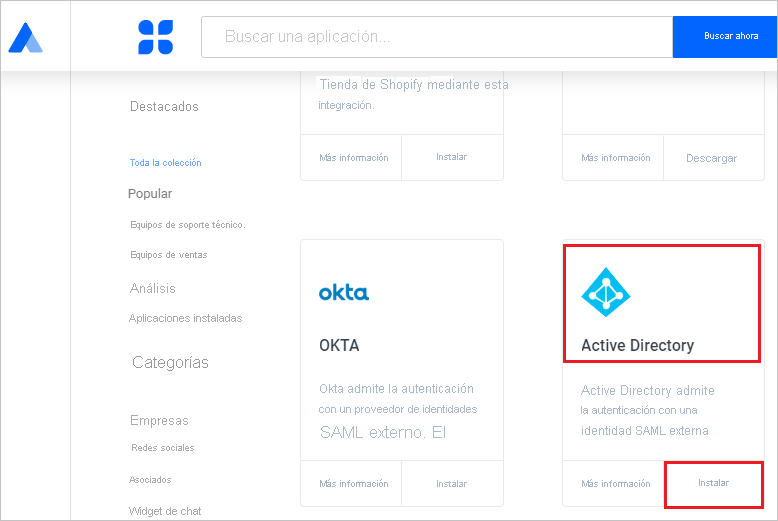 Buscar una aplicación...
Buscar ahora
Destacados
Toda la colección
Popular
Equipos de soporte técnico.
Equipos de ventas
Análisis
Aplicaciones instaladas
Categorías
Empresas
Redes sociales
Asociados
Widget de chat
Tienda de Shopify mediante esta
integración.
Más información
Instalar
Más información
Descargar
okta
OKTA
Okta admite la autenticación
con un proveedor de identidades
SAML externo. El
Más información
Instalar
Active Directory
Active Directory admite
la autenticación con una
identidad SAML externa
Más información
Instalar